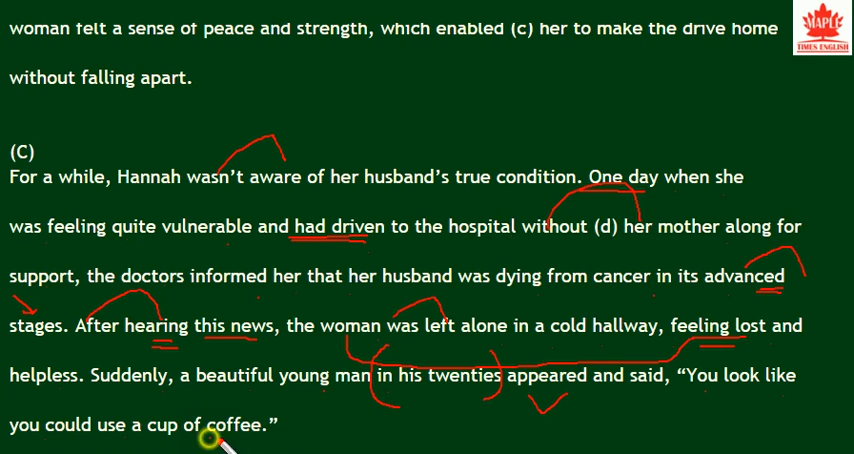 woman felt a sense of peace and strength, which enabled (c) her to make the drive home
MAPLE
TIMES ENGLISH
without falling apart.
(C)
For a while, Hannah wasn't aware of her husband's true condition. One day when she
was feeling quite vulnerable and had driven to the hospital without (d) her mother along for
support, the doctors informed her that her husband was dying from cancer in its advanced
stages. After hearing this news, the woman was left alone in a cold hallway, feeling lost and
helpless. Suddenly, a beautiful young man in his twenties appeared and said, “You look like
you could use a cup of coffee.”